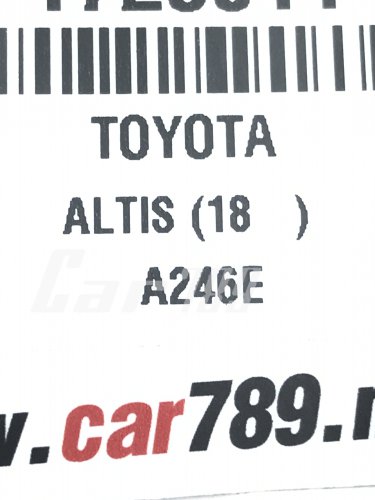 TOYOTA
ALTIS (18 )
A246E
.car789.